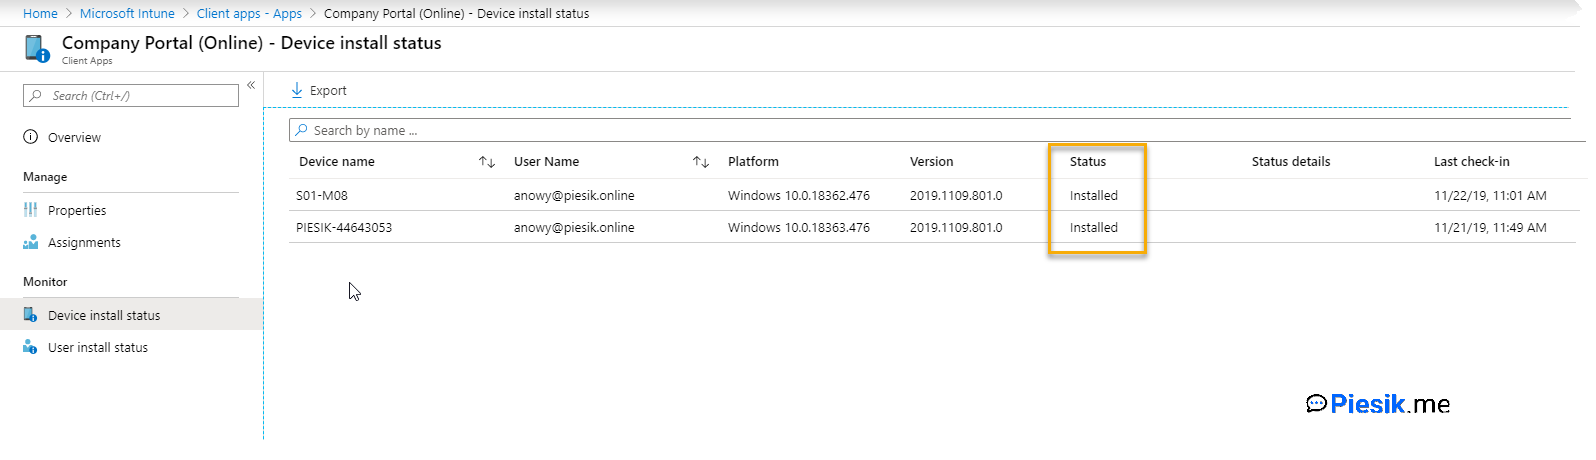 Home > Microsoft Intune > Client apps - Apps > Company Portal (Online) - Device install status
Company Portal (Online) - Device install status
Client Apps
Search (Ctrl+/)
Overview
Manage
Properties
Assignments
Monitor
Device install status
User install status
Export
Search by name ...
Device name User Name Platform Version Status Status details Last check-in
S01-M08 anowy@piesik.online Windows 10.0.18362.476 2019.1109.801.0 Installed 11/22/19, 11:01 AM
PIESIK-44643053 anowy@piesik.online Windows 10.0.18363.476 2019.1109.801.0 Installed 11/21/19, 11:49 AM
Piesik.me